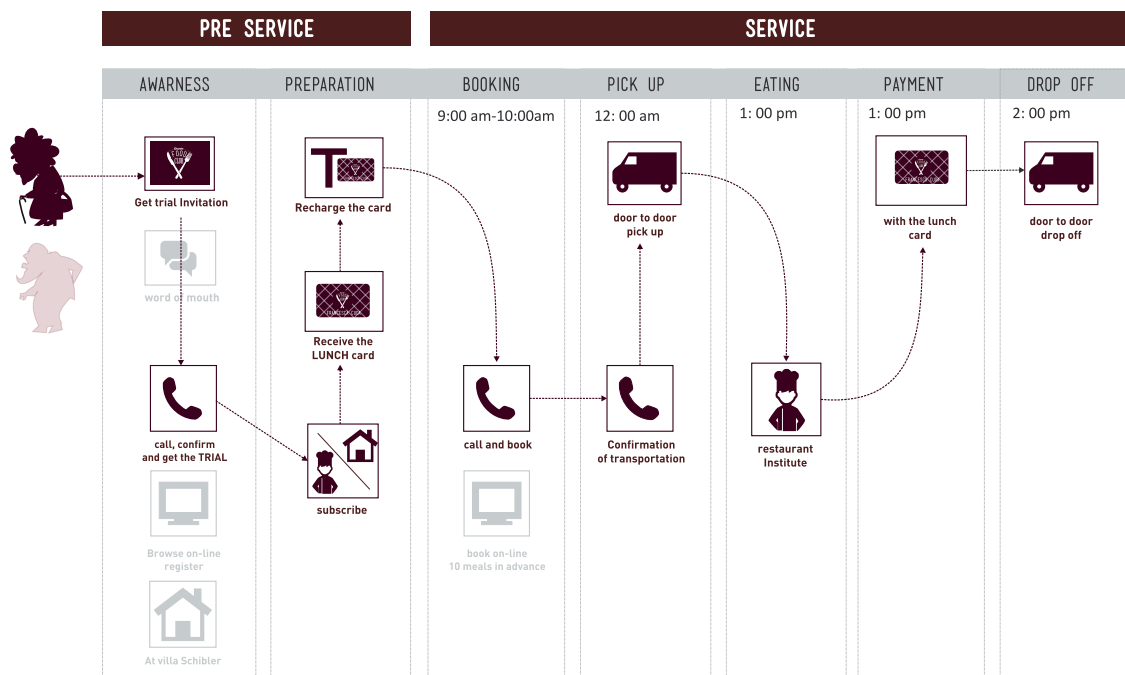 PRE SERVICE
SERVICE
AWARNESS
PREPARATION
BOOKING
PICK UP
EATING
PAYMENT
DROP OFF
9:00 am-10:00am
12: 00 am
1: 00 pm
1: 00 pm
2: 00 pm
FOOD
CLUB
Get trial Invitation
word of mouth
call, confirm
and get the TRIAL
Browse on-line
register
At villa Schibler
T
Recharge the card
Receive the
LUNCH card
subscribe
call and book
book on-line
10 meals in advance
door to door
pick up
Confirmation
of transportation
restaurant
Institute
with the lunch
card
door to door
drop off